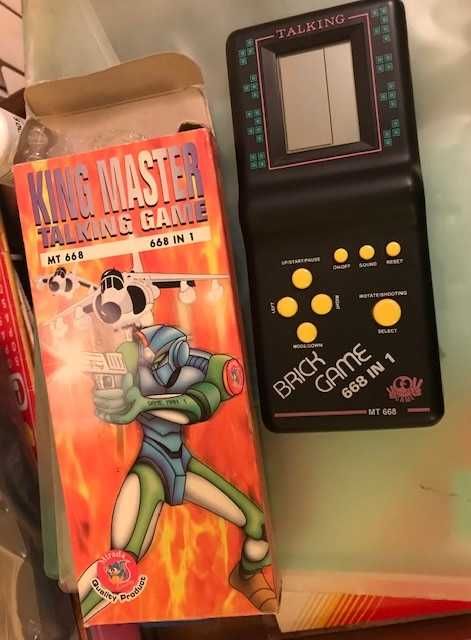 KING MASTER
TALKING GAME
MT 668
668 IN 1
Quality Product
TALKING
UP/START/PAUSE
ON/OFF
SOUND
RESET
LEFT
RIGHT
MODE/DOWN
ROTATE/SHOOTING
SELECT
BRICK
GAME
668 IN 1
MT 668